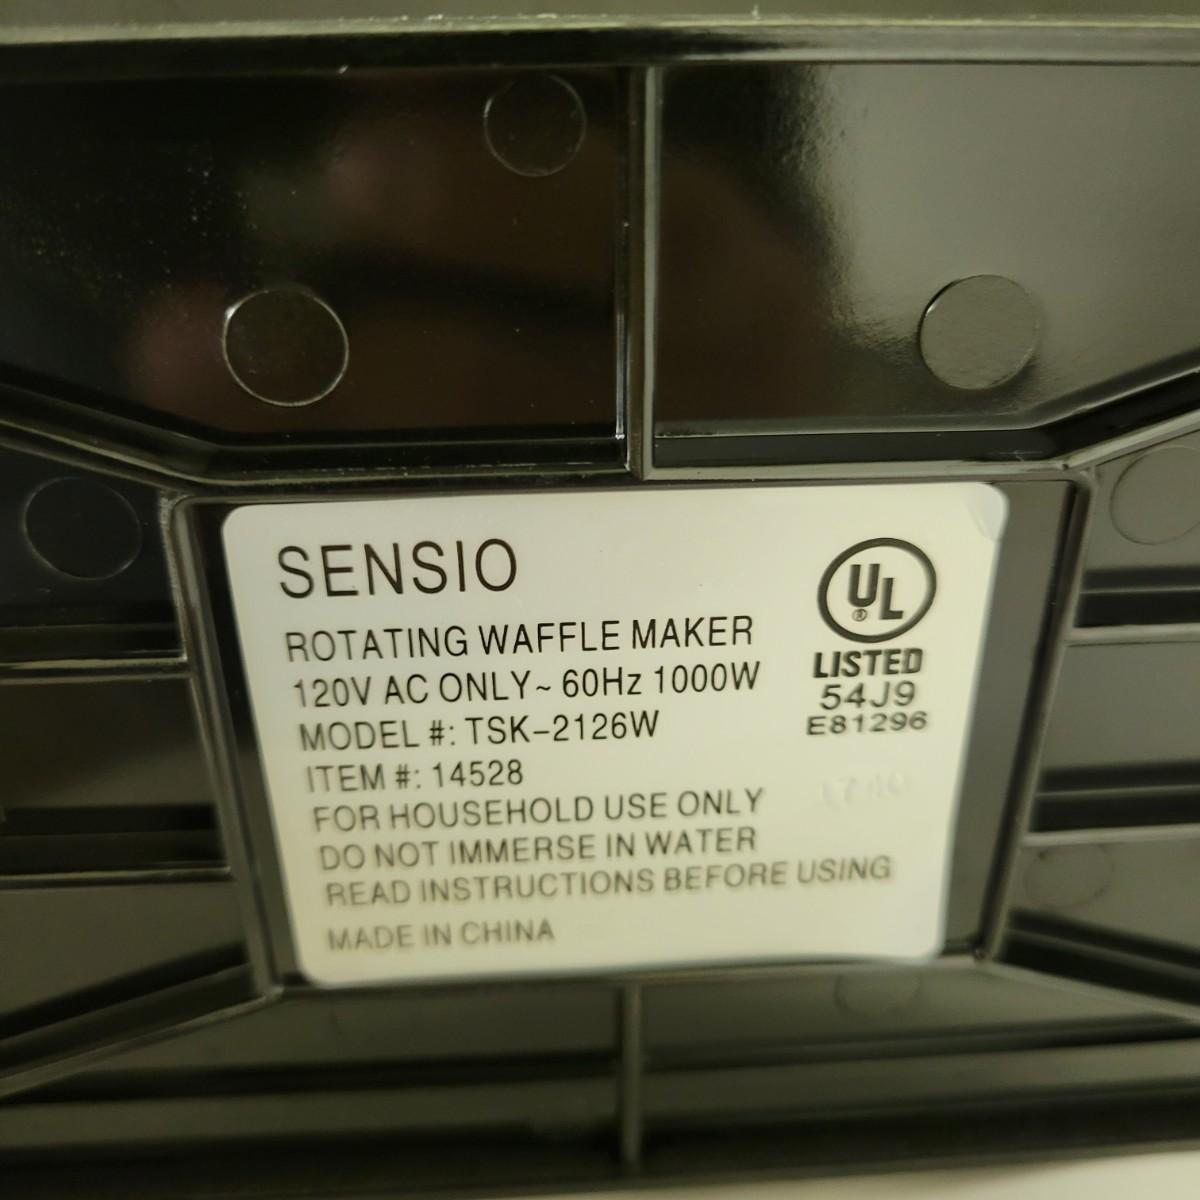 SENSIO
ROTATING WAFFLE MAKER
120V AC ONLY~ 60Hz 1000W
MODEL #: TSK-2126W
ITEM #: 14528
FOR HOUSEHOLD USE ONLY
DO NOT IMMERSE IN WATER
READ INSTRUCTIONS BEFORE USING
MADE IN CHINA
UL
®
LISTED
54J9
E81296